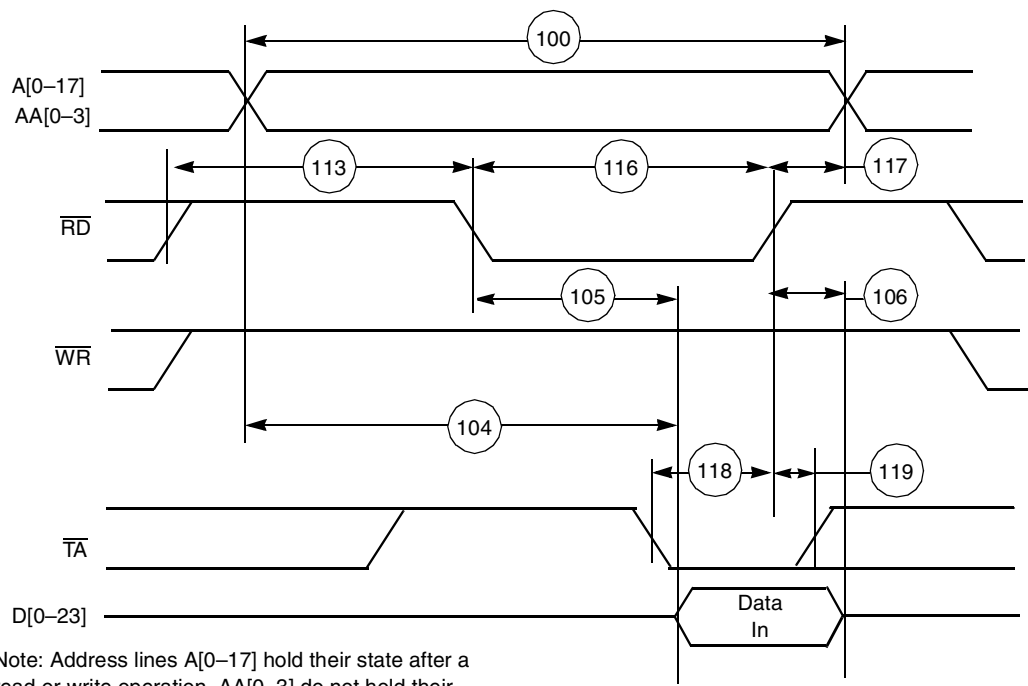 100
A[0–17]
AA[0–3]
113
116
117
RD
105
106
WR
104
118
119
TA
D[0–23]
Data
In
Note: Address lines A[0–17] hold their state after a
read or write operation. AA[0–3] do not hold their